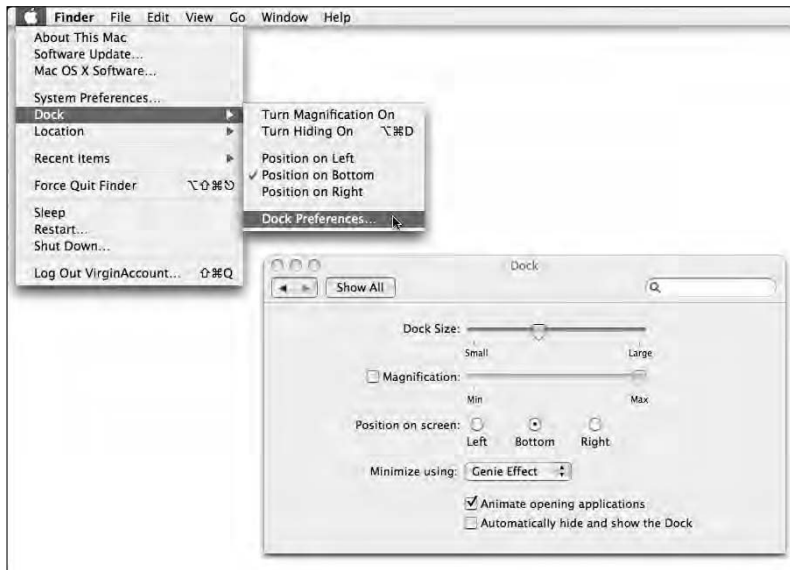 Finder File Edit View Go Window Help
About This Mac
Software Update...
Mac OS X Software...
System Preferences...
Dock
Location
Recent Items
Force Quit Finder ⌥⇧⌘⎋
Sleep
Restart...
Shut Down...
Log Out VirginAccount... ⇧⌘Q
Turn Magnification On
Turn Hiding On ⌥⌘D
Position on Left
✓ Position on Bottom
Position on Right
Dock Preferences...
Dock
Show All
Dock Size:
Small Large
Magnification:
Min Max
Position on screen:
Left Bottom Right
Minimize using: Genie Effect
Animate opening applications
Automatically hide and show the Dock